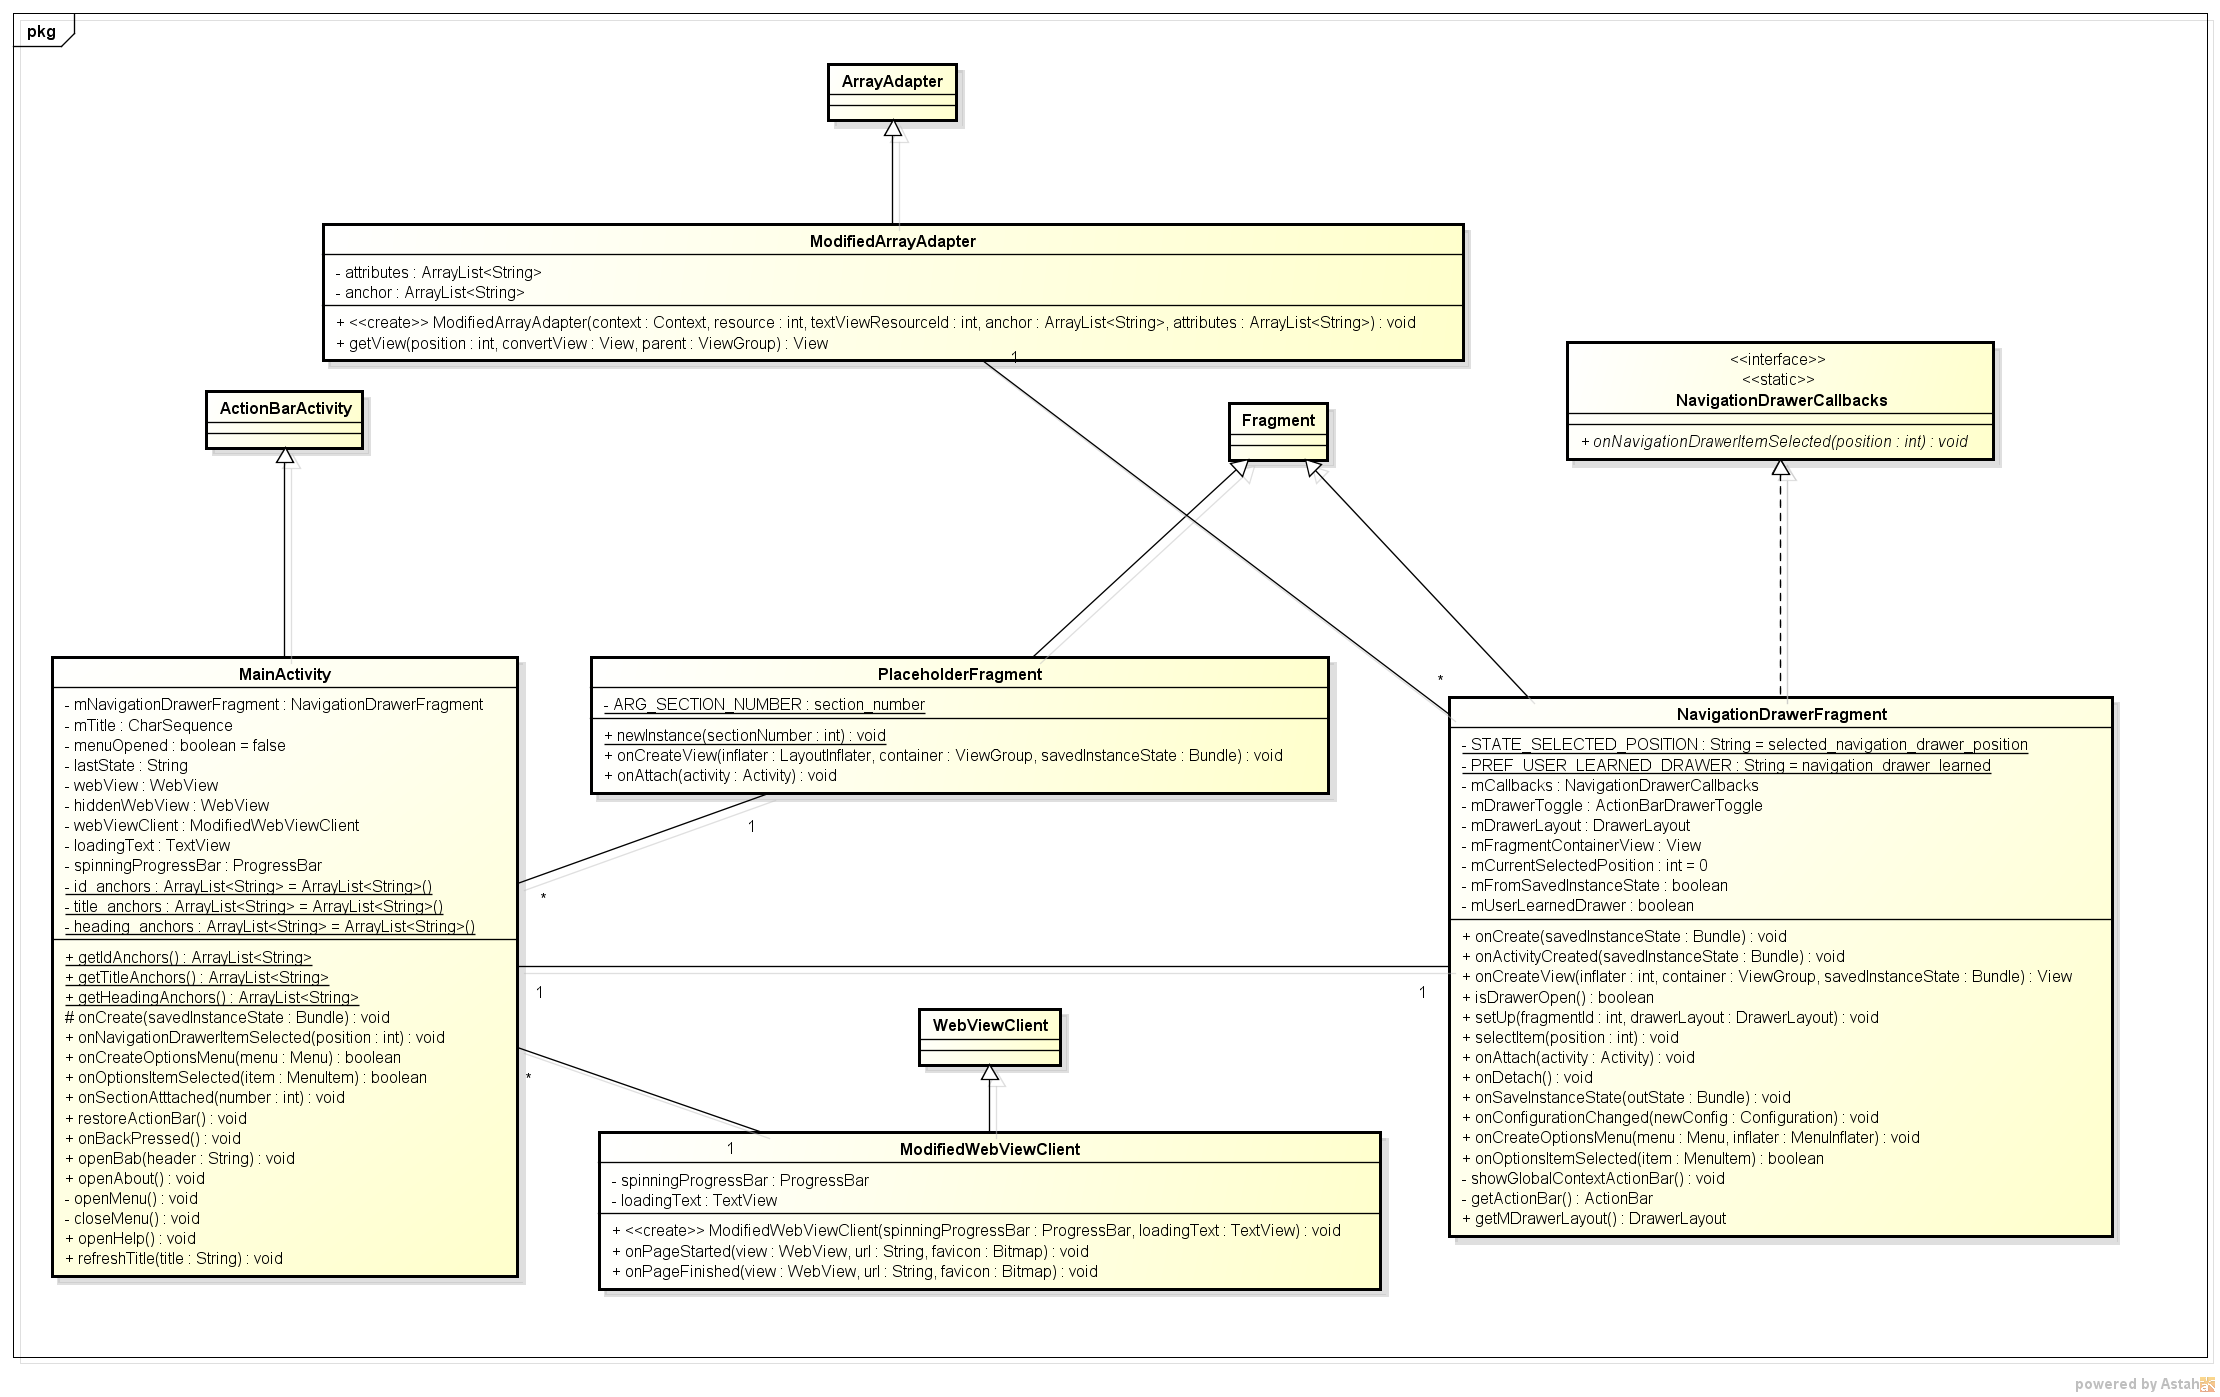 pkg
ArrayAdapter
ModifiedArrayAdapter
- attributes : ArrayList<String>
- anchor : ArrayList<String>
+ <<create>> ModifiedArrayAdapter(context : Context, resource : int, textViewResourceId : int, anchor : ArrayList<String>, attributes : ArrayList<String>) : void
+ getView(position : int, convertView : View, parent : ViewGroup) : View
1
ActionBarActivity
Fragment
<<interface>>
<<static>>
NavigationDrawerCallbacks
+ onNavigationDrawerItemSelected(position : int) : void
MainActivity
- mNavigationDrawerFragment : NavigationDrawerFragment
- mTitle : CharSequence
- menuOpened : boolean = false
- lastState : String
- webView : WebView
- hiddenWebView : WebView
- webViewClient : ModifiedWebViewClient
- loadingText : TextView
- spinningProgressBar : ProgressBar
- id_anchors : ArrayList<String> = ArrayList<String>()
- title_anchors : ArrayList<String> = ArrayList<String>()
- heading_anchors : ArrayList<String> = ArrayList<String>()
+ getIdAnchors() : ArrayList<String>
+ getTitleAnchors() : ArrayList<String>
+ getHeadingAnchors() : ArrayList<String>
# onCreate(savedInstanceState : Bundle) : void
+ onNavigationDrawerItemSelected(position : int) : void
+ onCreateOptionsMenu(menu : Menu) : boolean
+ onOptionsItemSelected(item : MenuItem) : boolean
+ onSectionAtttached(number : int) : void
+ restoreActionBar() : void
+ onBackPressed() : void
+ openBab(header : String) : void
+ openAbout() : void
- openMenu() : void
- closeMenu() : void
+ openHelp() : void
+ refreshTitle(title : String) : void
PlaceholderFragment
- ARG_SECTION_NUMBER : section_number
+ newInstance(sectionNumber : int) : void
+ onCreateView(inflater : LayoutInflater, container : ViewGroup, savedInstanceState : Bundle) : void
+ onAttach(activity : Activity) : void
1
*
*
NavigationDrawerFragment
- STATE_SELECTED_POSITION : String = selected_navigation_drawer_position
- PREF_USER_LEARNED_DRAWER : String = navigation_drawer_learned
- mCallbacks : NavigationDrawerCallbacks
- mDrawerToggle : ActionBarDrawerToggle
- mDrawerLayout : DrawerLayout
- mFragmentContainerView : View
- mCurrentSelectedPosition : int = 0
- mFromSavedInstanceState : boolean
- mUserLearnedDrawer : boolean
+ onCreate(savedInstanceState : Bundle) : void
+ onActivityCreated(savedInstanceState : Bundle) : void
+ onCreateView(inflater : int, container : ViewGroup, savedInstanceState : Bundle) : View
+ isDrawerOpen() : boolean
+ setUp(fragmentId : int, drawerLayout : DrawerLayout) : void
+ selectItem(position : int) : void
+ onAttach(activity : Activity) : void
+ onDetach() : void
+ onSaveInstanceState(outState : Bundle) : void
+ onConfigurationChanged(newConfig : Configuration) : void
+ onCreateOptionsMenu(menu : Menu, inflater : MenuInflater) : void
+ onOptionsItemSelected(item : MenuItem) : boolean
- showGlobalContextActionBar() : void
- getActionBar() : ActionBar
+ getMDrawerLayout() : DrawerLayout
1
1
WebViewClient
*
1
ModifiedWebViewClient
- spinningProgressBar : ProgressBar
- loadingText : TextView
+ <<create>> ModifiedWebViewClient(spinningProgressBar : ProgressBar, loadingText : TextView) : void
+ onPageStarted(view : WebView, url : String, favicon : Bitmap) : void
+ onPageFinished(view : WebView, url : String, favicon : Bitmap) : void
powered by Astah